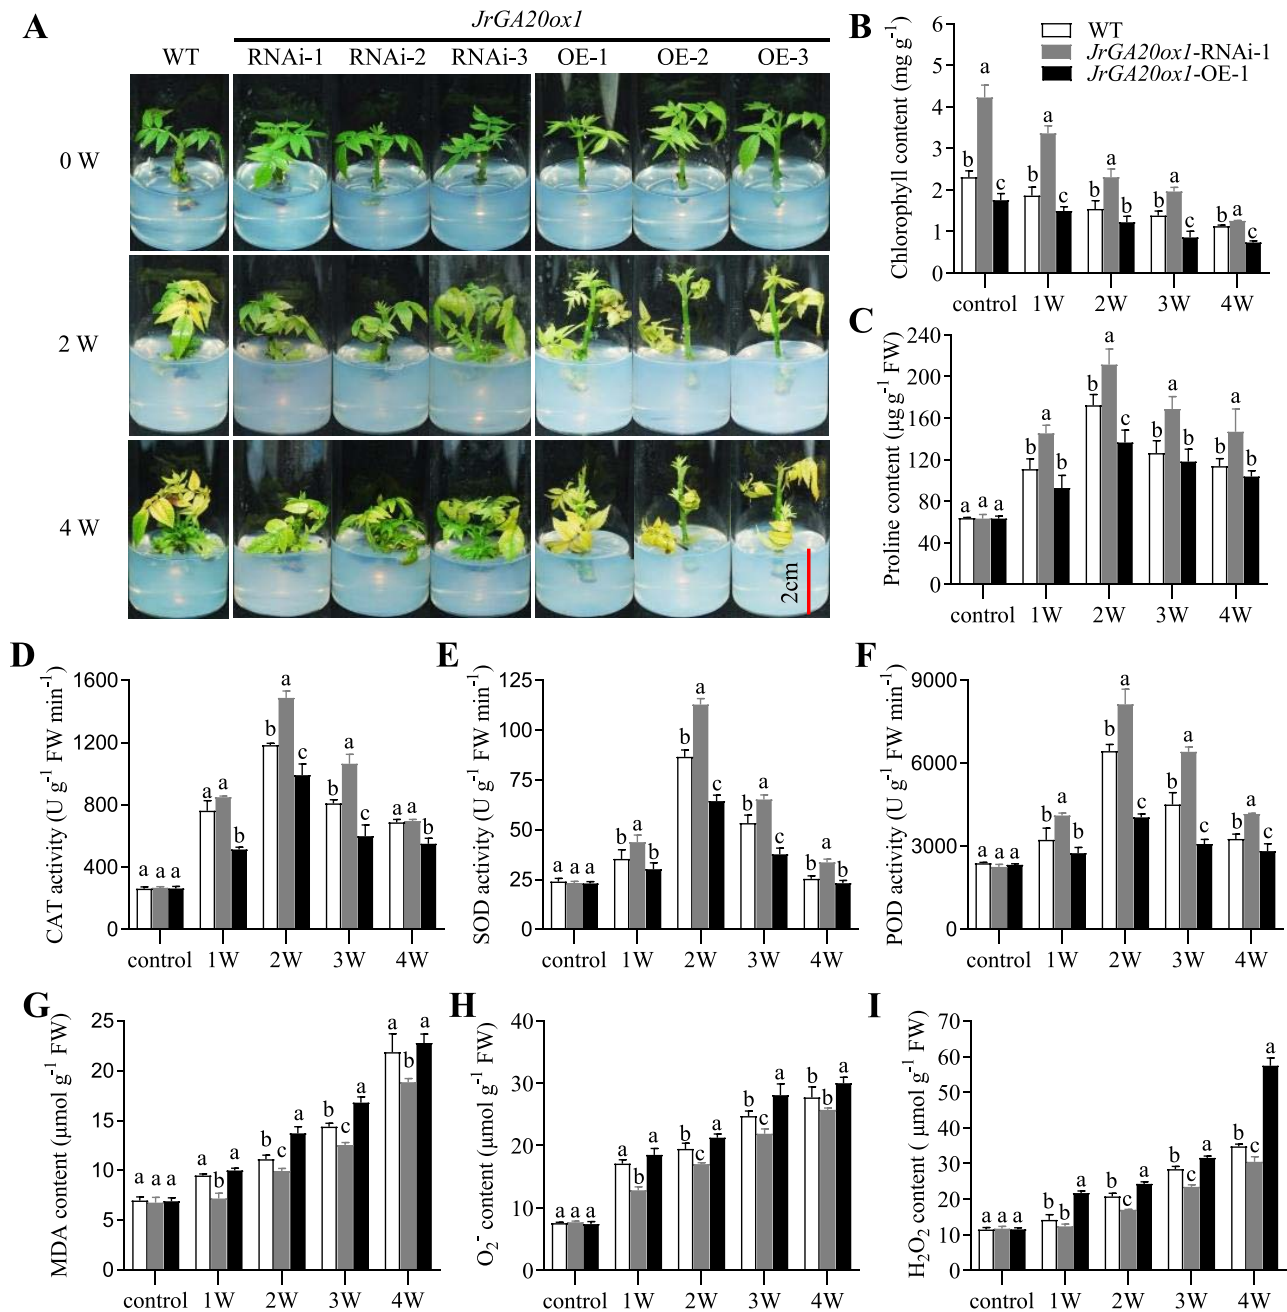 A
JrGA20ox1
WT RNAi-1 RNAi-2 RNAi-3 OE-1 OE-2 OE-3
0 W
2 W
4 W
2cm
B
Chlorophyll content (mg g⁻¹)
WT
JrGA20ox1-RNAi-1
JrGA20ox1-OE-1
6
5
4
3
2
1
0
b a c b a c b a c b a c b a c
control 1W 2W 3W 4W
C
Proline content (μg g⁻¹ FW)
240
200
160
120
80
40
0
a a a b a b b a c b a b b a b
control 1W 2W 3W 4W
D
CAT activity (U g⁻¹ FW min⁻¹)
1600
1200
800
400
0
a a a a a b b a c b a c a a b
control 1W 2W 3W 4W
E
SOD activity (U g⁻¹ FW min⁻¹)
125
100
75
50
25
0
a a a b a b b a c b a c b a b
control 1W 2W 3W 4W
F
POD activity (U g⁻¹ FW min⁻¹)
9000
6000
3000
0
a a a b a b b a c b a c b a c
control 1W 2W 3W 4W
G
MDA content (μmol g⁻¹ FW)
25
20
15
10
5
0
a a a a b a b c a b c a a b a
control 1W 2W 3W 4W
H
O₂⁻ content (μmol g⁻¹ FW)
40
30
20
10
0
a a a a b a b c a b c a b b a
control 1W 2W 3W 4W
I
H₂O₂ content ( μmol g⁻¹ FW)
70
60
50
40
30
20
10
0
a a a b b a b c a b c a b c a
control 1W 2W 3W 4W